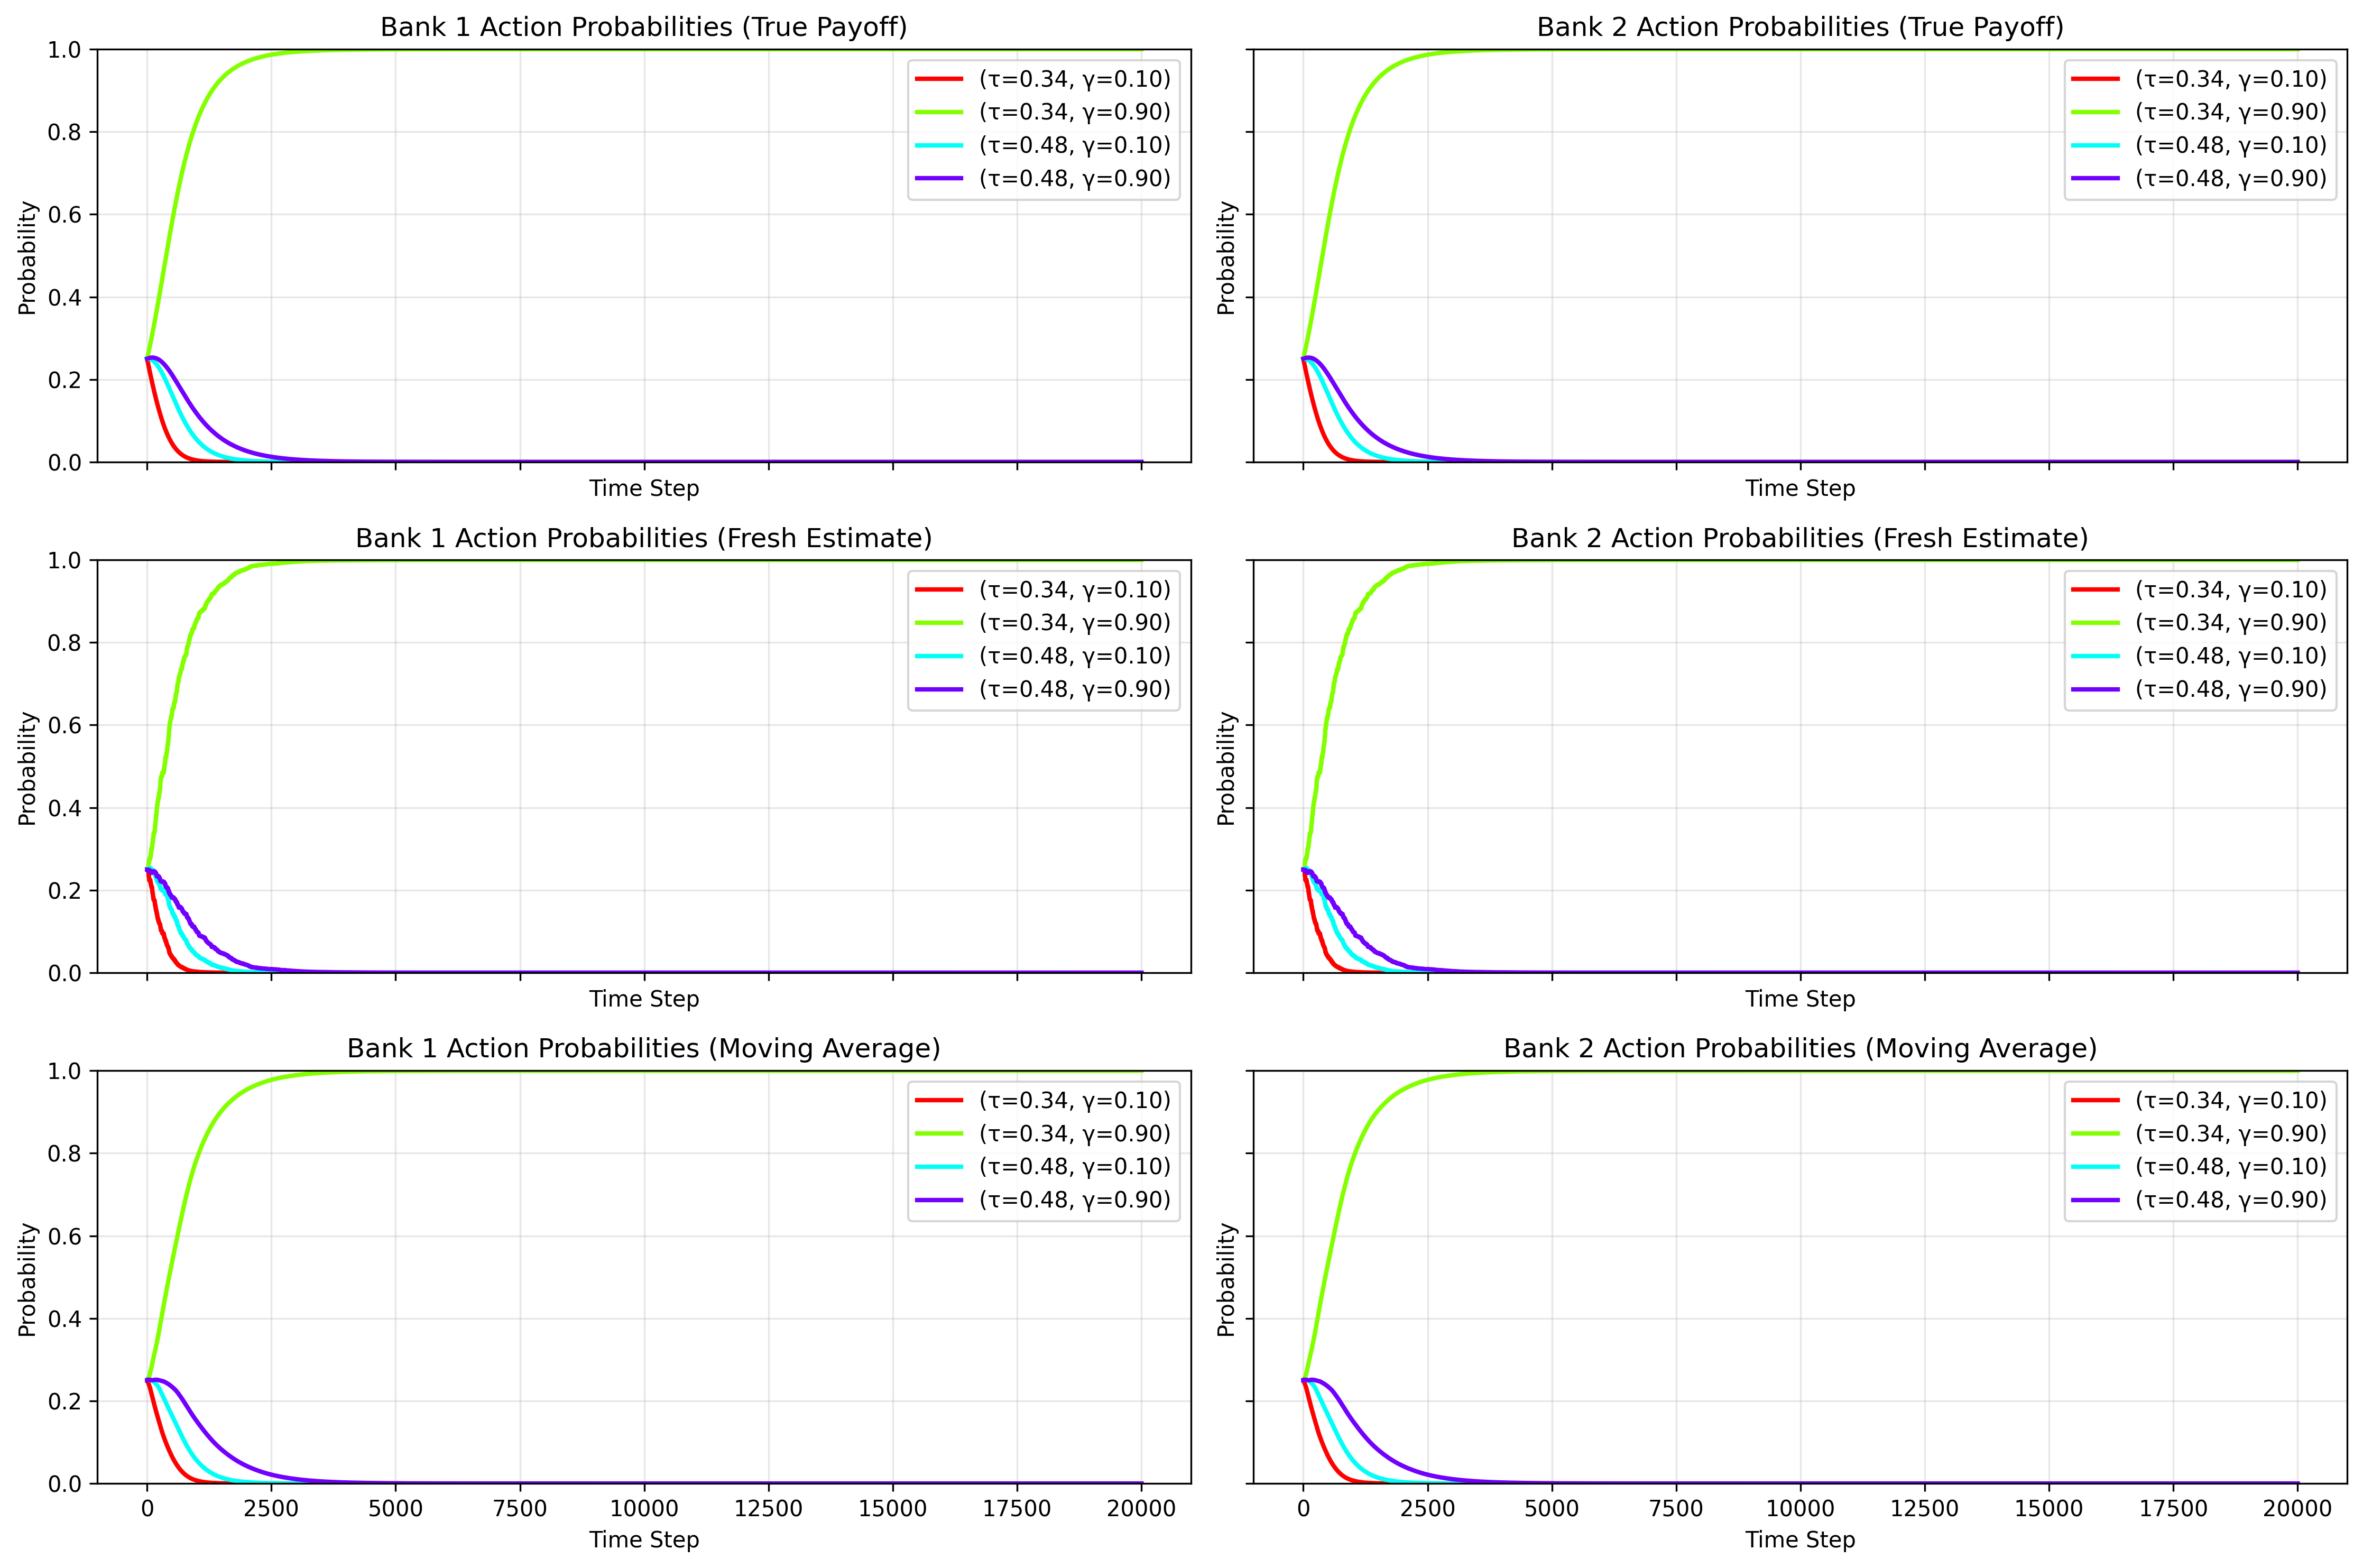 Bank 1 Action Probabilities (True Payoff)
Probability
1.0
0.8
0.6
0.4
0.2
0.0
(τ=0.34, γ=0.10)
(τ=0.34, γ=0.90)
(τ=0.48, γ=0.10)
(τ=0.48, γ=0.90)
Time Step
Bank 2 Action Probabilities (True Payoff)
Probability
(τ=0.34, γ=0.10)
(τ=0.34, γ=0.90)
(τ=0.48, γ=0.10)
(τ=0.48, γ=0.90)
Time Step
Bank 1 Action Probabilities (Fresh Estimate)
Probability
1.0
0.8
0.6
0.4
0.2
0.0
(τ=0.34, γ=0.10)
(τ=0.34, γ=0.90)
(τ=0.48, γ=0.10)
(τ=0.48, γ=0.90)
Time Step
Bank 2 Action Probabilities (Fresh Estimate)
Probability
(τ=0.34, γ=0.10)
(τ=0.34, γ=0.90)
(τ=0.48, γ=0.10)
(τ=0.48, γ=0.90)
Time Step
Bank 1 Action Probabilities (Moving Average)
Probability
1.0
0.8
0.6
0.4
0.2
0.0
(τ=0.34, γ=0.10)
(τ=0.34, γ=0.90)
(τ=0.48, γ=0.10)
(τ=0.48, γ=0.90)
0 2500 5000 7500 10000 12500 15000 17500 20000
Time Step
Bank 2 Action Probabilities (Moving Average)
Probability
(τ=0.34, γ=0.10)
(τ=0.34, γ=0.90)
(τ=0.48, γ=0.10)
(τ=0.48, γ=0.90)
0 2500 5000 7500 10000 12500 15000 17500 20000
Time Step